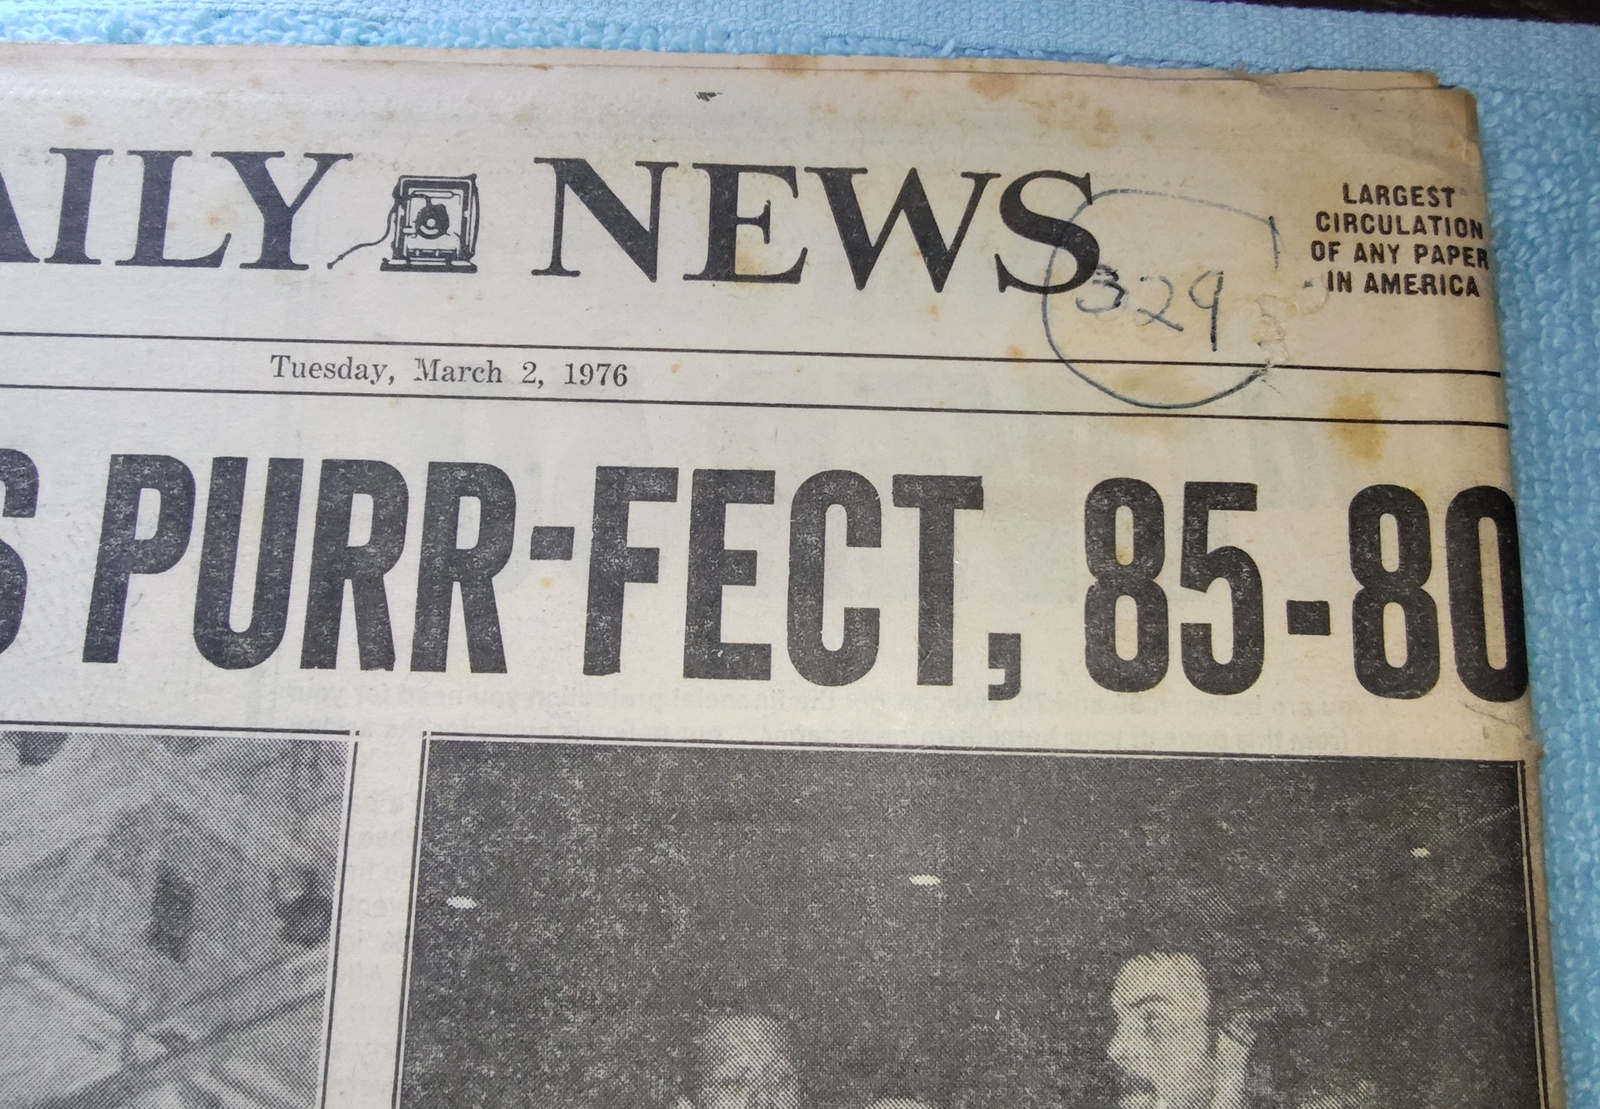 AILY NEWS
LARGEST
CIRCULATION
OF ANY PAPER
IN AMERICA
329
Tuesday, March 2, 1976
S PURR-FECT, 85-80